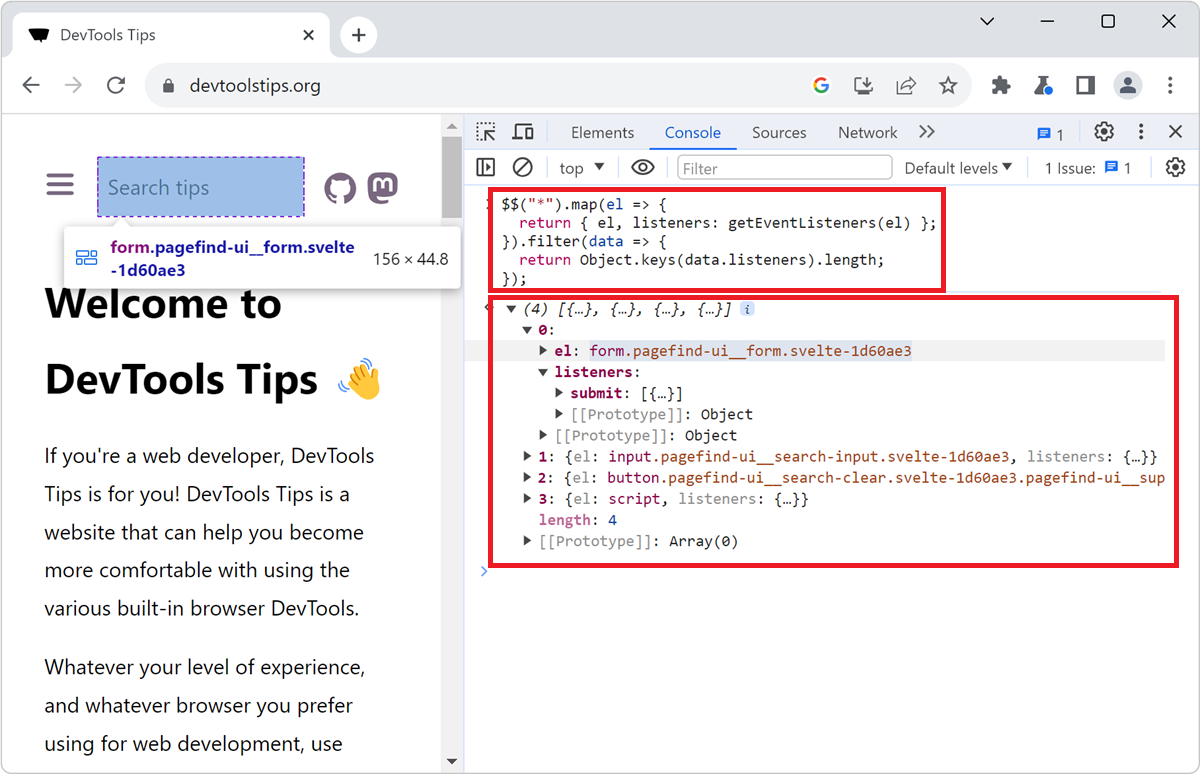 DevTools Tips
devtoolstips.org
Search tips
form.pagefind-ui__form.svelte
-1d60ae3
156 × 44.8
Welcome to
DevTools Tips 👋
If you're a web developer, DevTools
Tips is for you! DevTools Tips is a
website that can help you become
more comfortable with using the
various built-in browser DevTools.
Whatever your level of experience,
and whatever browser you prefer
using for web development, use
Elements Console Sources Network 1
top Filter Default levels 1 Issue: 1
$$("*").map(el => {
  return { el, listeners: getEventListeners(el) };
}).filter(data => {
  return Object.keys(data.listeners).length;
});
(4) [{…}, {…}, {…}, {…}] i
0:
el: form.pagefind-ui__form.svelte-1d60ae3
listeners:
submit: [{…}]
[[Prototype]]: Object
[[Prototype]]: Object
1: {el: input.pagefind-ui__search-input.svelte-1d60ae3, listeners: {…}}
2: {el: button.pagefind-ui__search-clear.svelte-1d60ae3.pagefind-ui__sup
3: {el: script, listeners: {…}}
length: 4
[[Prototype]]: Array(0)